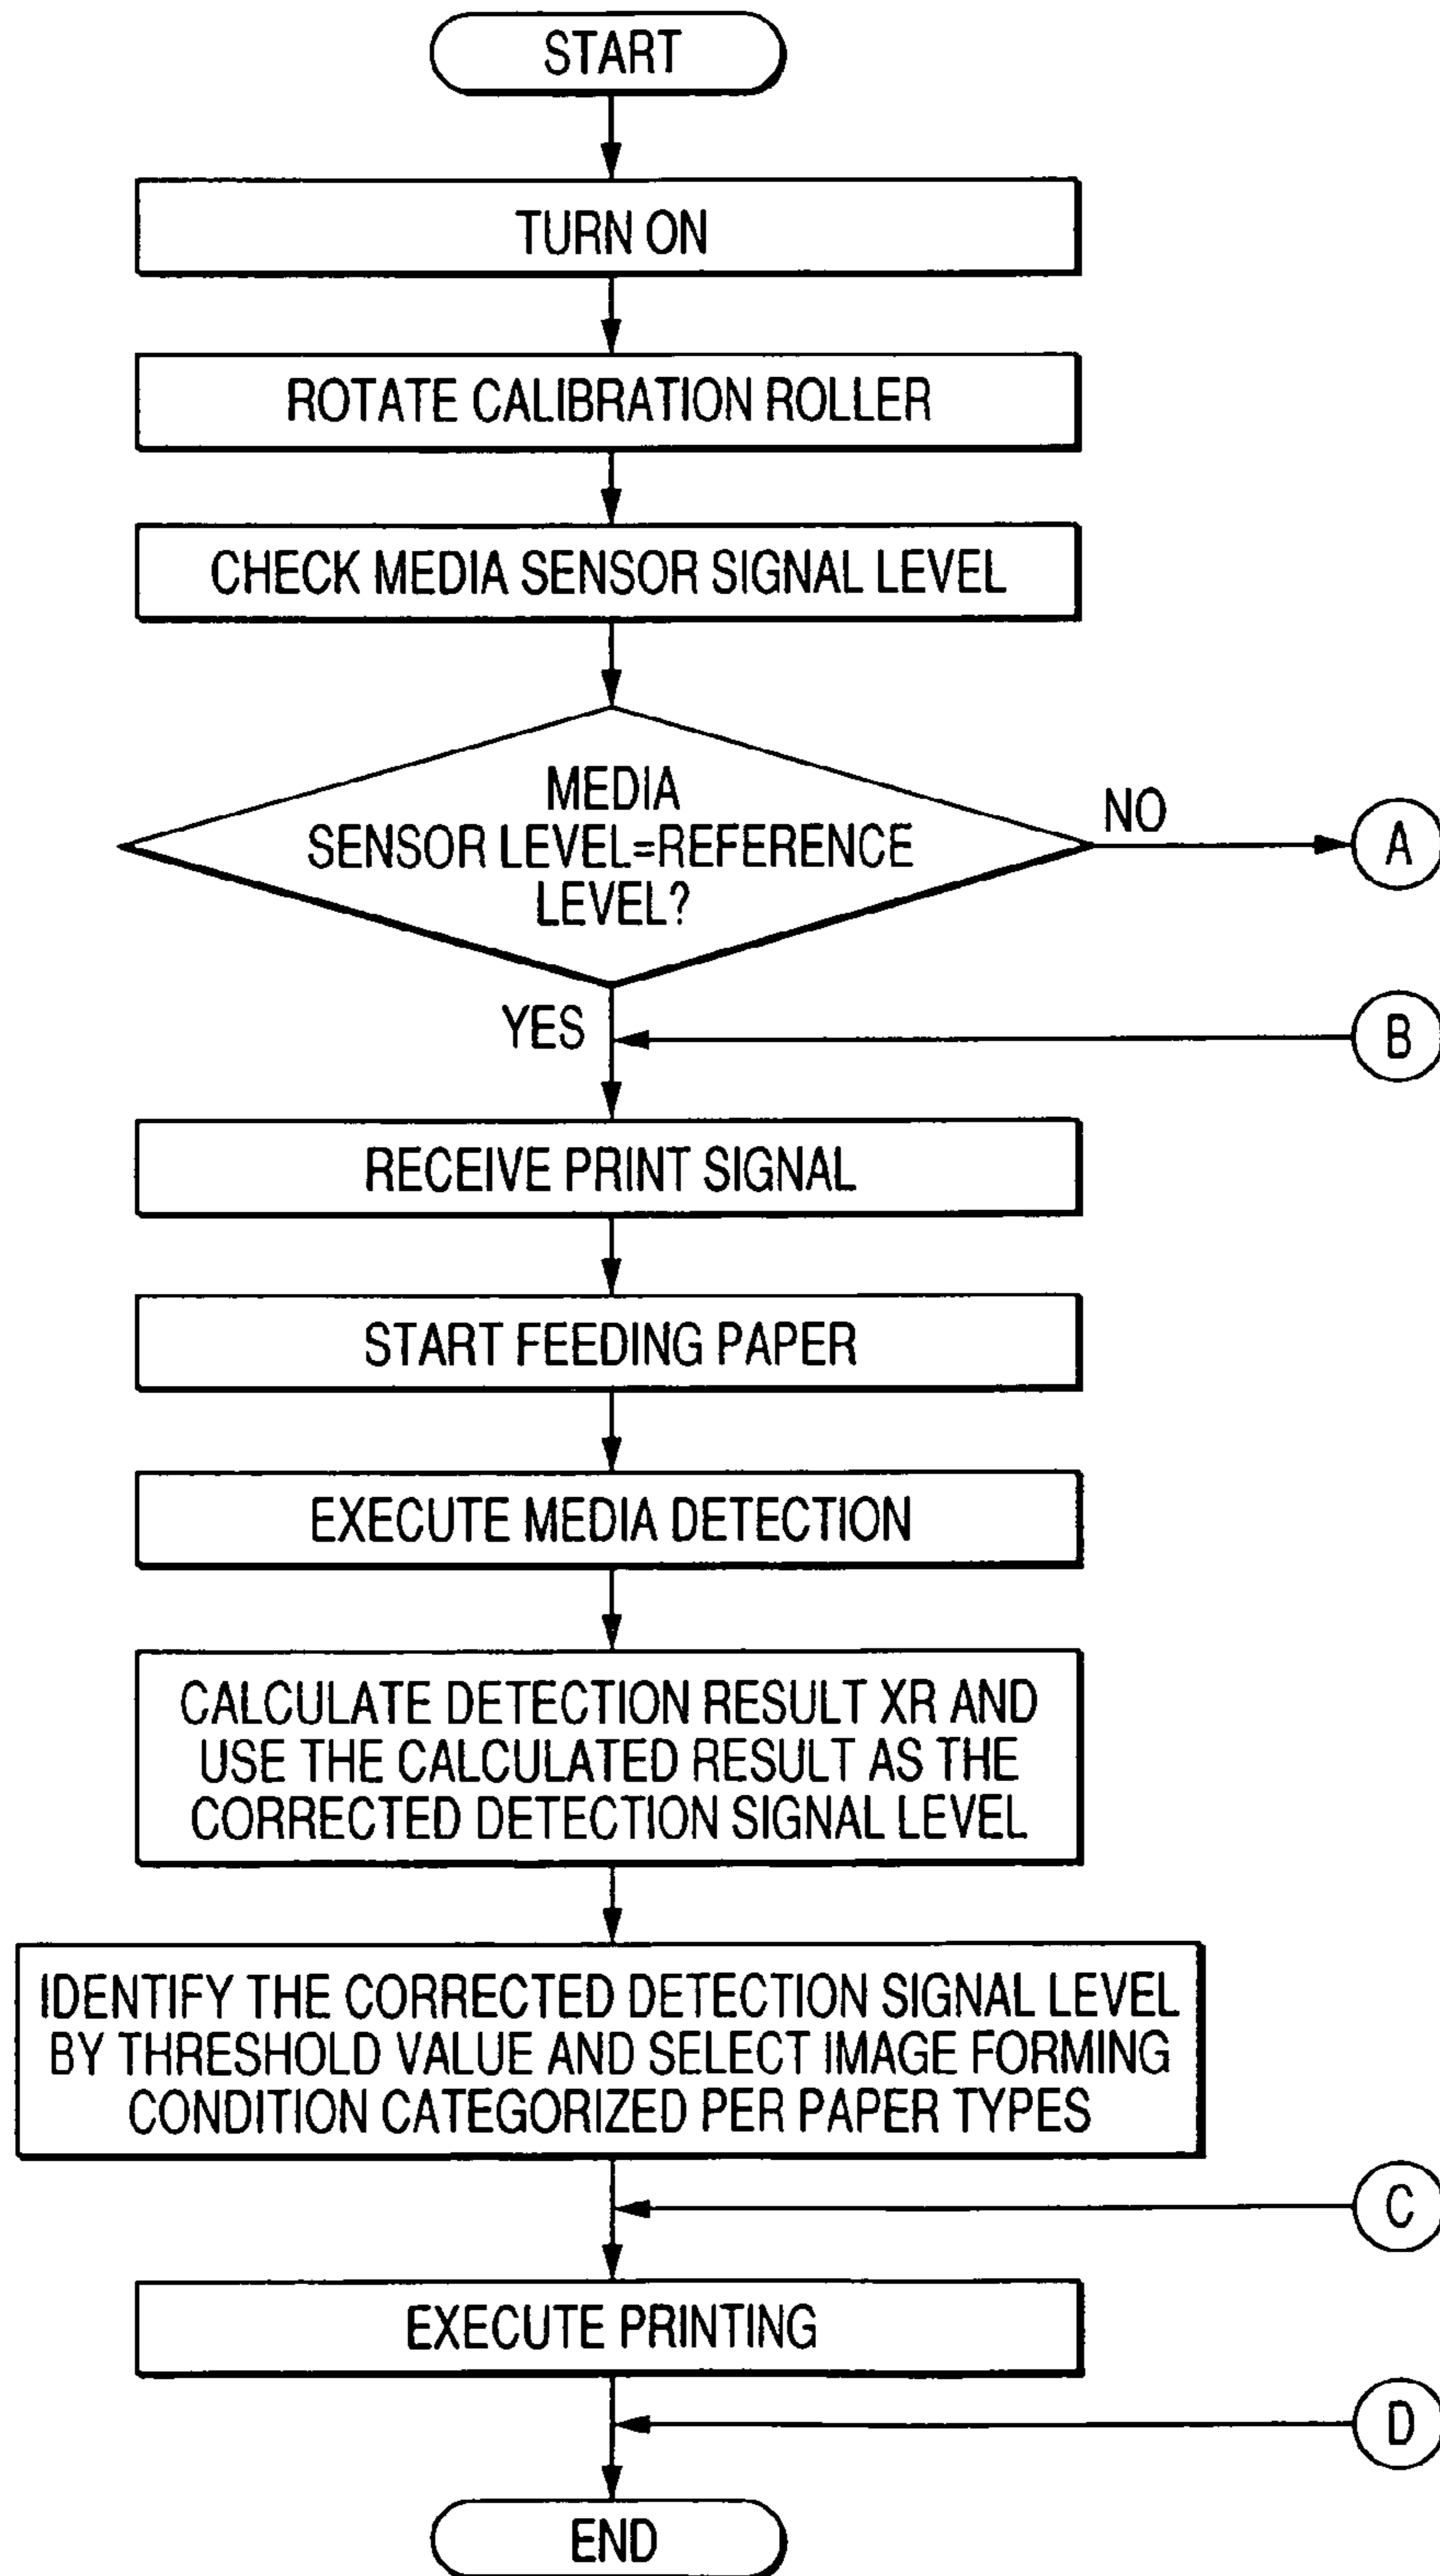 START
TURN ON
ROTATE CALIBRATION ROLLER
CHECK MEDIA SENSOR SIGNAL LEVEL
MEDIA
SENSOR LEVEL=REFERENCE
LEVEL?
NO
A
YES
B
RECEIVE PRINT SIGNAL
START FEEDING PAPER
EXECUTE MEDIA DETECTION
CALCULATE DETECTION RESULT XR AND
USE THE CALCULATED RESULT AS THE
CORRECTED DETECTION SIGNAL LEVEL
IDENTIFY THE CORRECTED DETECTION SIGNAL LEVEL
BY THRESHOLD VALUE AND SELECT IMAGE FORMING
CONDITION CATEGORIZED PER PAPER TYPES
C
EXECUTE PRINTING
D
END